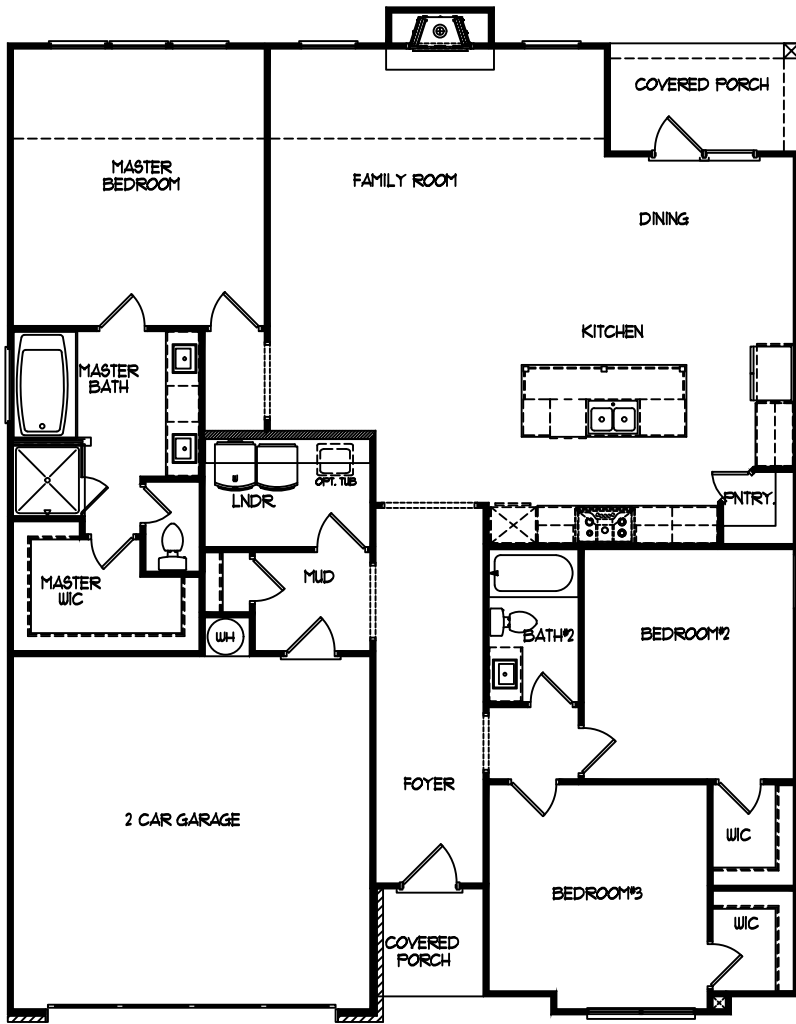 COVERED PORCH
MASTER
BEDROOM
FAMILY ROOM
DINING
KITCHEN
MASTER
BATH
OPT. TUB
LNDR.
PNTRY.
MUD
MASTER
WIC
WH
BATH#2
BEDROOM#2
FOYER
2 CAR GARAGE
WIC
BEDROOM#3
WIC
COVERED
PORCH